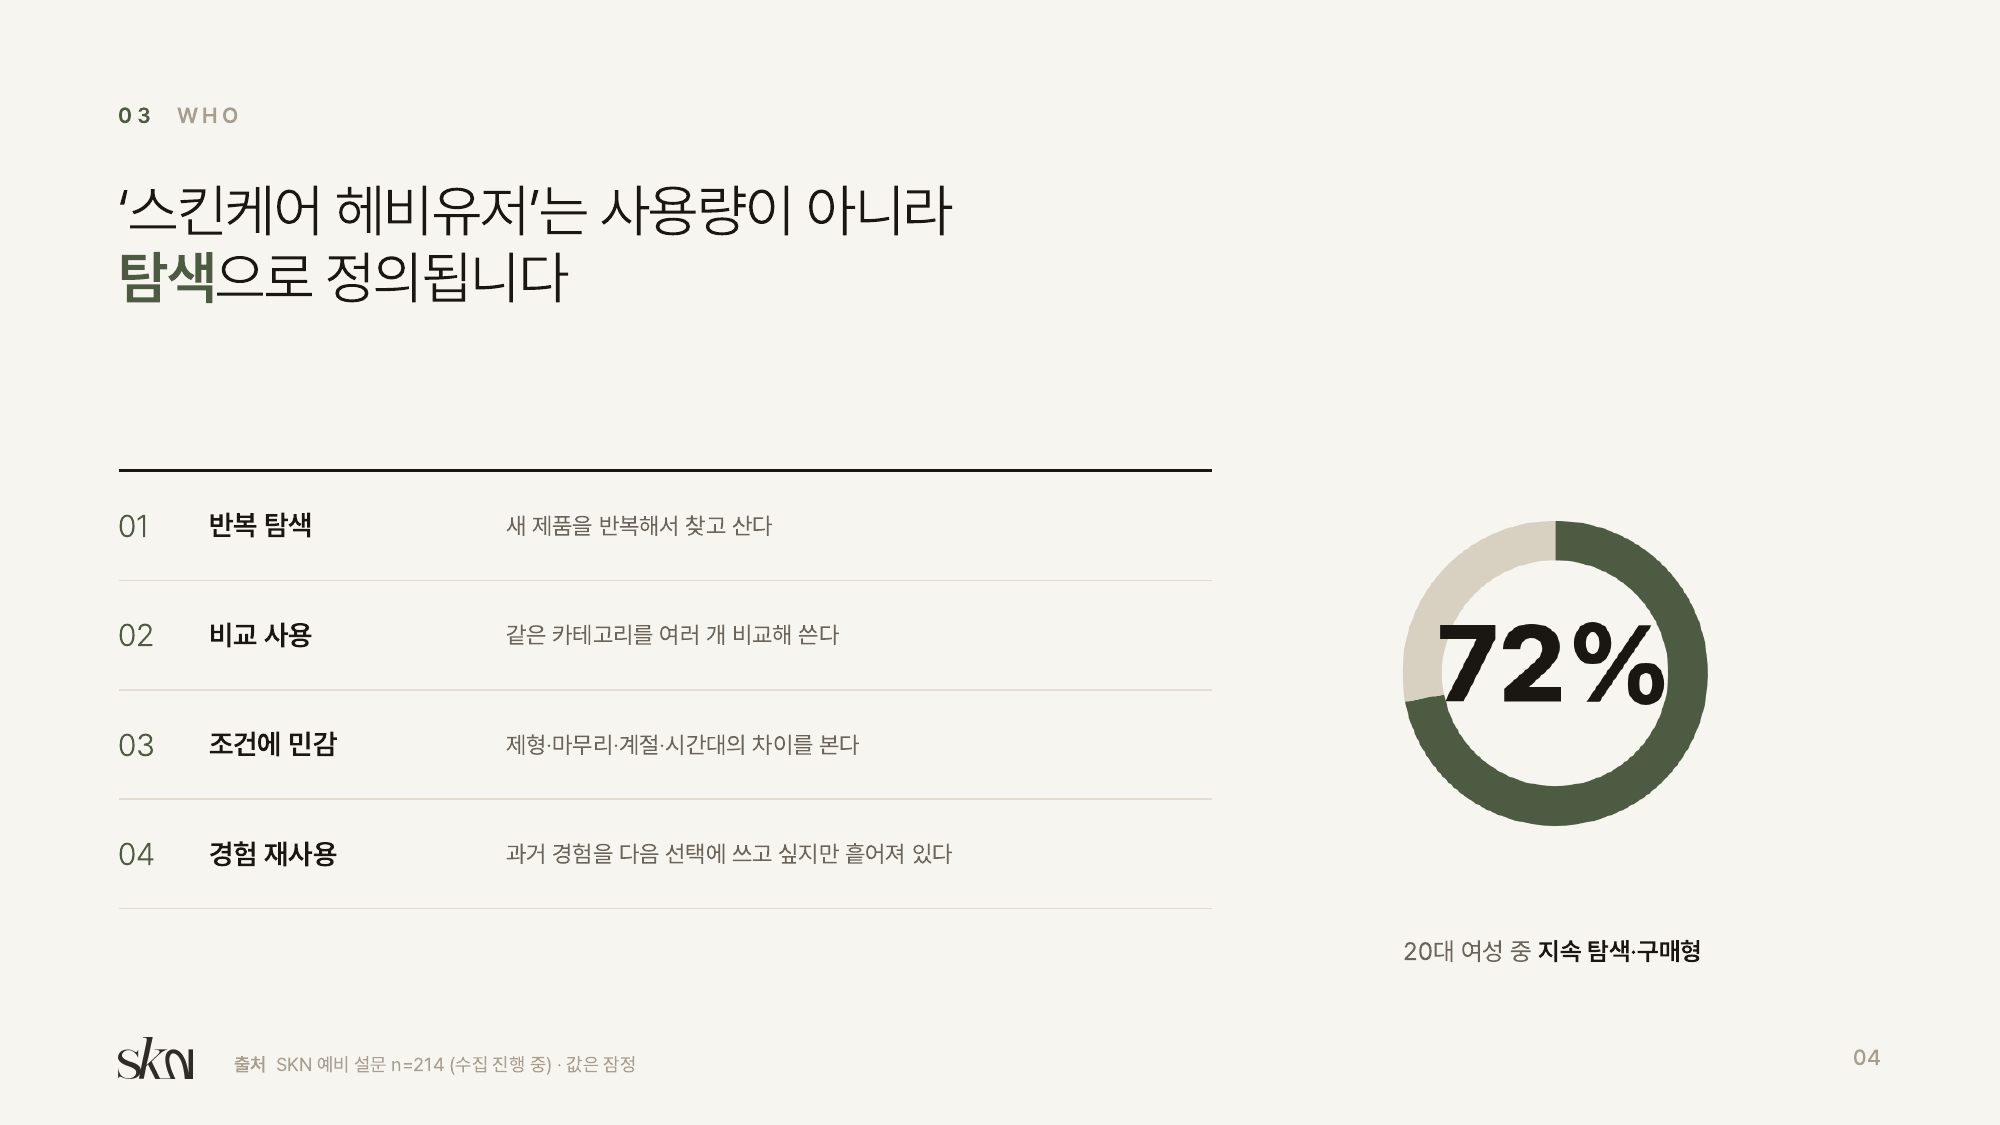 03 WHO
‘스킨케어 헤비유저’는 사용량이 아니라
탐색으로 정의됩니다
01 반복 탐색 새 제품을 반복해서 찾고 산다
02 비교 사용 같은 카테고리를 여러 개 비교해 쓴다
03 조건에 민감 제형·마무리·계절·시간대의 차이를 본다
04 경험 재사용 과거 경험을 다음 선택에 쓰고 싶지만 흩어져 있다
72%
20대 여성 중 지속 탐색·구매형
skn 출처 SKN 예비 설문 n=214 (수집 진행 중) · 값은 잠정
04